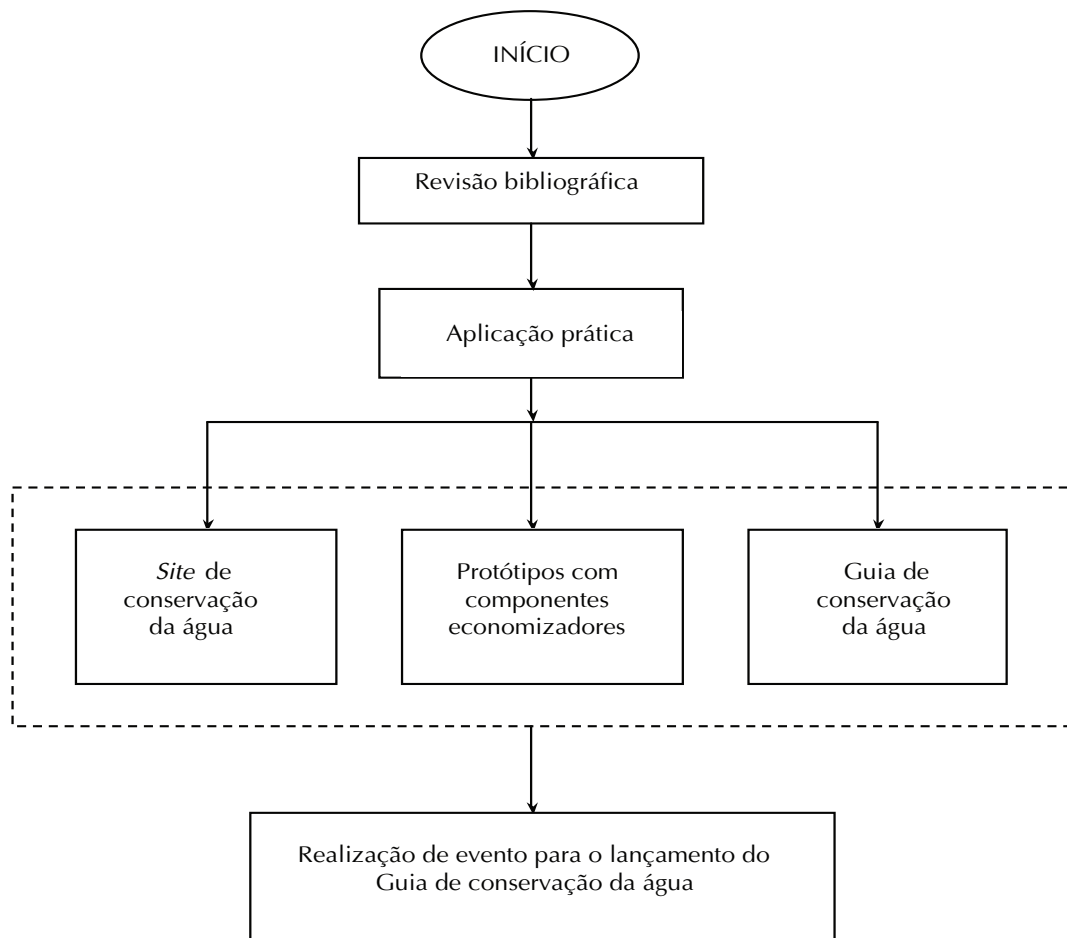 INÍCIO
Revisão bibliográfica
Aplicação prática
Site de
conservação
da água
Protótipos com
componentes
economizadores
Guia de
conservação
da água
Realização de evento para o lançamento do
Guia de conservação da água